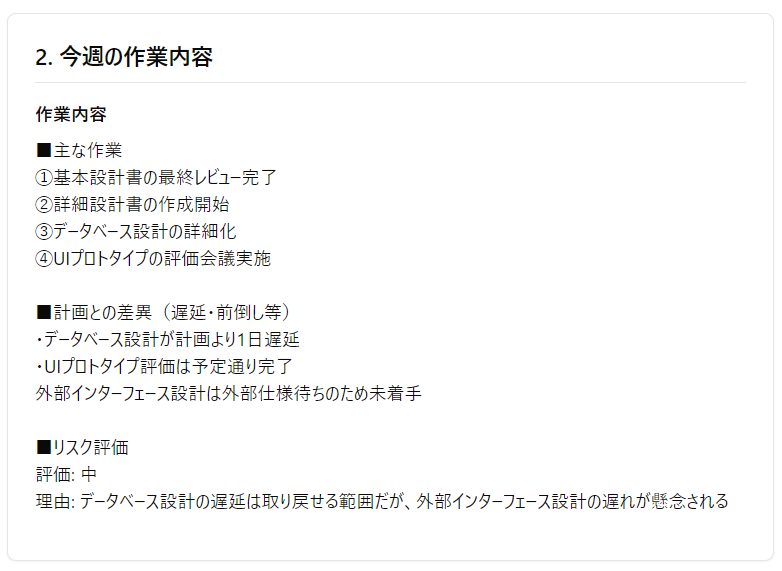 2. 今週の作業内容
作業内容
■主な作業
①基本設計書の最終レビュー完了
②詳細設計書の作成開始
③データベース設計の詳細化
④UIプロトタイプの評価会議実施
■計画との差異（遅延・前倒し等）
・データベース設計が計画より1日遅延
・UIプロトタイプ評価は予定通り完了
外部インターフェース設計は外部仕様待ちのため未着手
■リスク評価
評価: 中
理由: データベース設計の遅延は取り戻せる範囲だが、外部インターフェース設計の遅れが懸念される